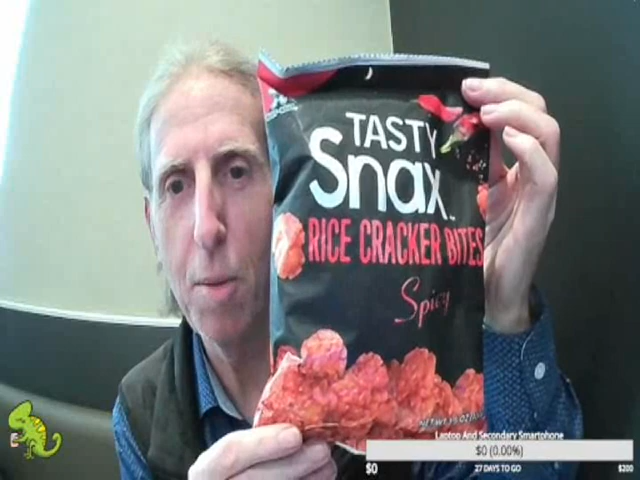 TASTY
Snax
RICE CRACKER BITES
Spicy
Laptop And Secondary Smartphone
$0 (0.00%)
$0 27 DAYS TO GO $200